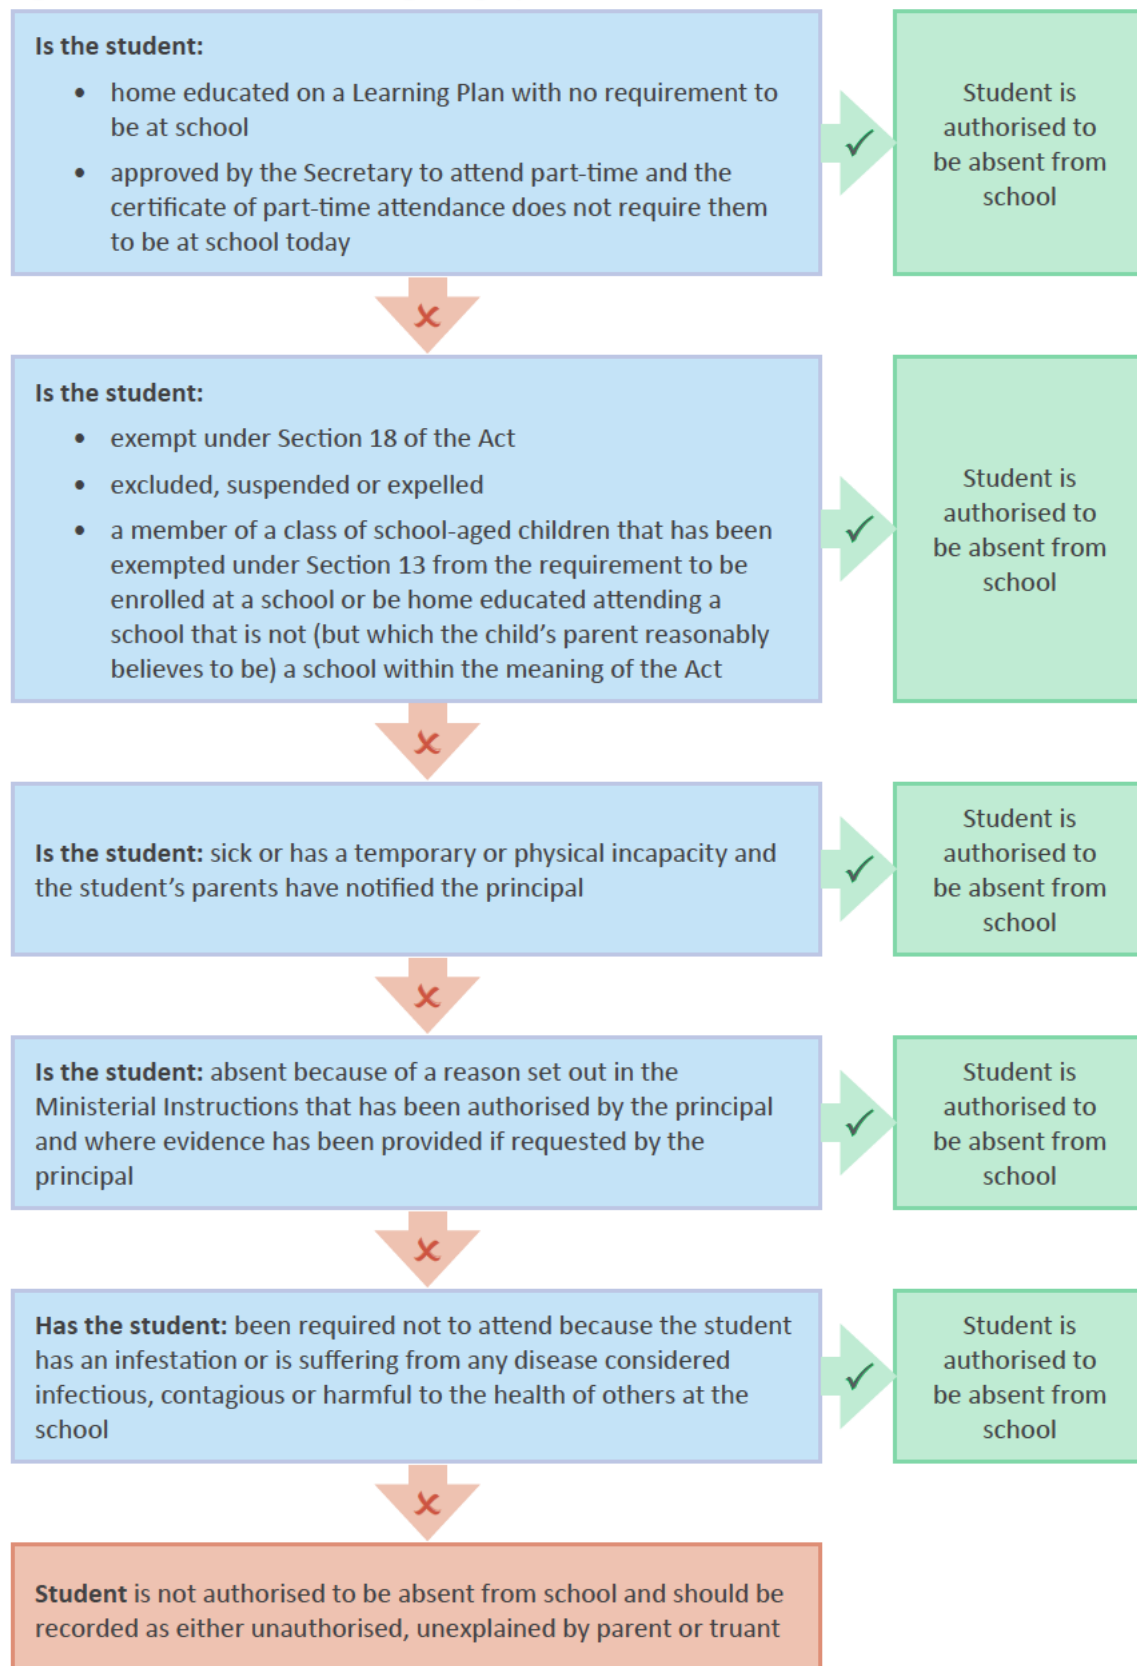 Is the student:
• home educated on a Learning Plan with no requirement to
be at school
• approved by the Secretary to attend part-time and the
certificate of part-time attendance does not require them
to be at school today
Student is
authorised to
be absent from
school
Is the student:
• exempt under Section 18 of the Act
• excluded, suspended or expelled
• a member of a class of school-aged children that has been
exempted under Section 13 from the requirement to be
enrolled at a school or be home educated attending a
school that is not (but which the child’s parent reasonably
believes to be) a school within the meaning of the Act
Student is
authorised to
be absent from
school
Is the student: sick or has a temporary or physical incapacity and
the student’s parents have notified the principal
Student is
authorised to
be absent from
school
Is the student: absent because of a reason set out in the
Ministerial Instructions that has been authorised by the principal
and where evidence has been provided if requested by the
principal
Student is
authorised to
be absent from
school
Has the student: been required not to attend because the student
has an infestation or is suffering from any disease considered
infectious, contagious or harmful to the health of others at the
school
Student is
authorised to
be absent from
school
Student is not authorised to be absent from school and should be
recorded as either unauthorised, unexplained by parent or truant